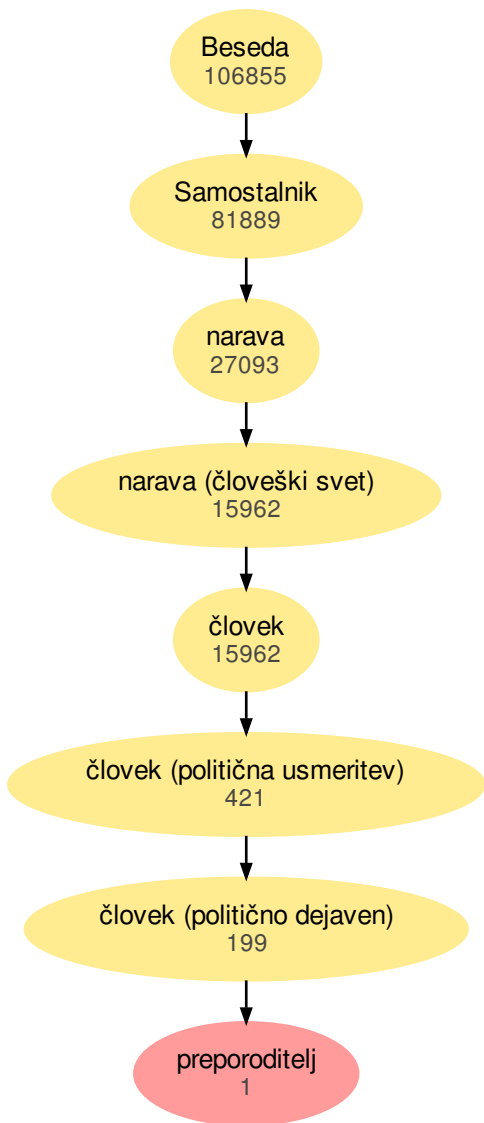 Beseda
106855
Samostalnik
81889
narava
27093
narava (človeški svet)
15962
človek
15962
človek (politična usmeritev)
421
človek (politično dejaven)
199
preporoditelj
1